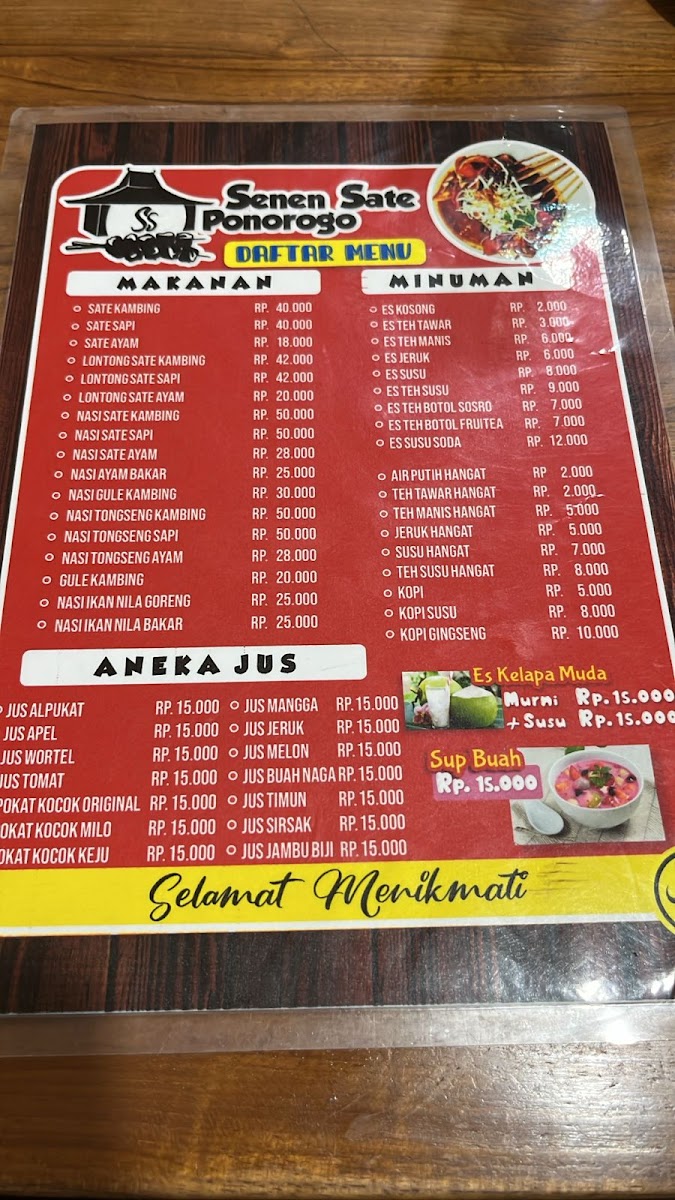 SS
Senen Sate
Ponorogo
DAFTAR MENU
MAKANAN
SATE KAMBING RP. 40.000
SATE SAPI RP. 40.000
SATE AYAM RP. 18.000
LONTONG SATE KAMBING RP. 42.000
LONTONG SATE SAPI RP. 42.000
LONTONG SATE AYAM RP. 20.000
NASI SATE KAMBING RP. 50.000
NASI SATE SAPI RP. 50.000
NASI SATE AYAM RP. 28.000
NASI AYAM BAKAR RP. 25.000
NASI GULE KAMBING RP. 30.000
NASI TONGSENG KAMBING RP. 50.000
NASI TONGSENG SAPI RP. 50.000
NASI TONGSENG AYAM RP. 28.000
GULE KAMBING RP. 20.000
NASI IKAN NILA GORENG RP. 25.000
NASI IKAN NILA BAKAR RP. 25.000
MINUMAN
ES KOSONG RP. 2.000
ES TEH TAWAR RP. 3.000
ES TEH MANIS RP. 6.000
ES JERUK RP. 6.000
ES SUSU RP. 8.000
ES TEH SUSU RP. 9.000
ES TEH BOTOL SOSRO RP. 7.000
ES TEH BOTOL FRUITEA RP. 7.000
ES SUSU SODA RP. 12.000
AIR PUTIH HANGAT RP 2.000
TEH TAWAR HANGAT RP. 2.000
TEH MANIS HANGAT RP. 5.000
JERUK HANGAT RP. 5.000
SUSU HANGAT RP. 7.000
TEH SUSU HANGAT RP. 8.000
KOPI RP. 5.000
KOPI SUSU RP. 8.000
KOPI GINGSENG RP. 10.000
ANEKA JUS
JUS ALPUKAT RP. 15.000
JUS APEL RP. 15.000
JUS WORTEL RP. 15.000
JUS TOMAT RP. 15.000
POKAT KOCOK ORIGINAL RP. 15.000
OKAT KOCOK MILO RP. 15.000
OKAT KOCOK KEJU RP. 15.000
JUS MANGGA RP. 15.000
JUS JERUK RP. 15.000
JUS MELON RP. 15.000
JUS BUAH NAGA RP. 15.000
JUS TIMUN RP. 15.000
JUS SIRSAK RP. 15.000
JUS JAMBU BIJI RP. 15.000
Es Kelapa Muda
Murni Rp. 15.000
+ Susu Rp. 15.000
Sup Buah
Rp. 15.000
Selamat Menikmati